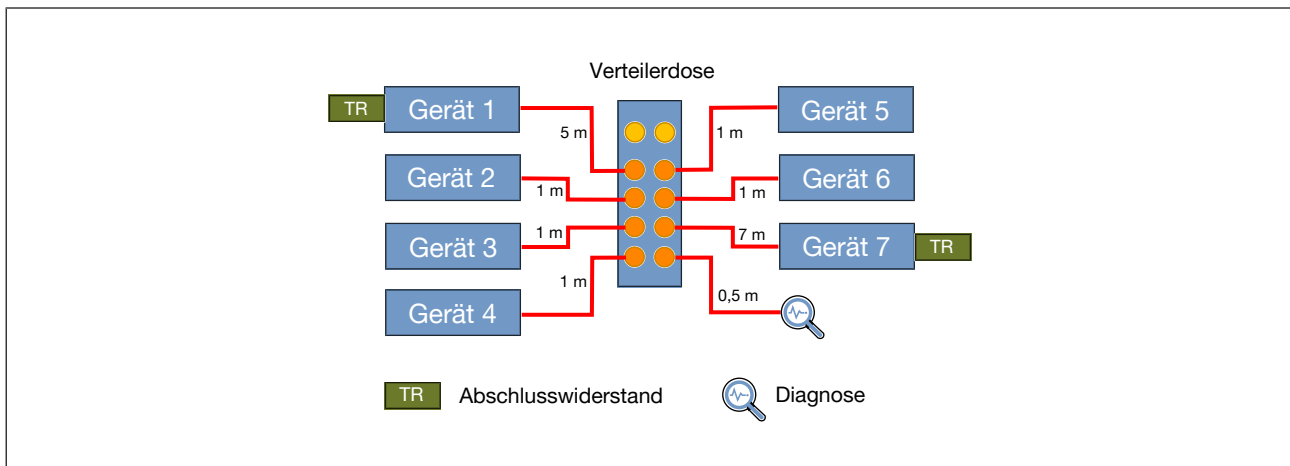 Verteilerdose
TR
Gerät 1
5 m
1 m
Gerät 5
Gerät 2
1 m
1 m
Gerät 6
Gerät 3
1 m
7 m
Gerät 7
TR
Gerät 4
1 m
0,5 m
TR
Abschlusswiderstand
Diagnose